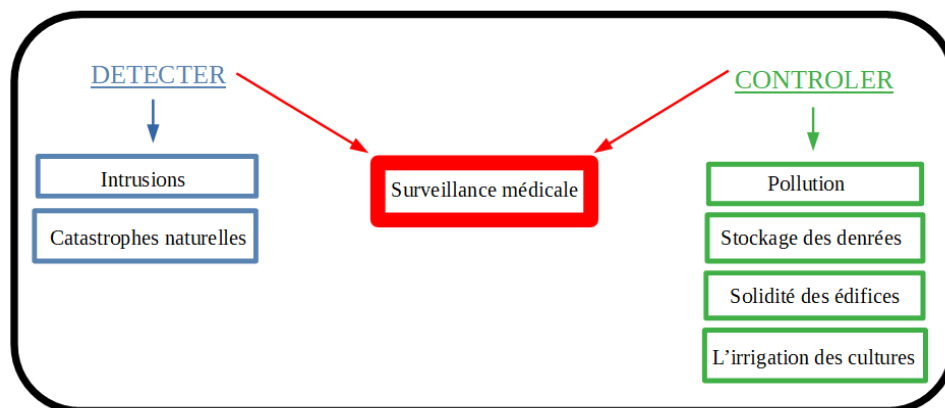 DETECTER
CONTROLER
Intrusions
Catastrophes naturelles
Surveillance médicale
Pollution
Stockage des denrées
Solidité des édifices
L’irrigation des cultures